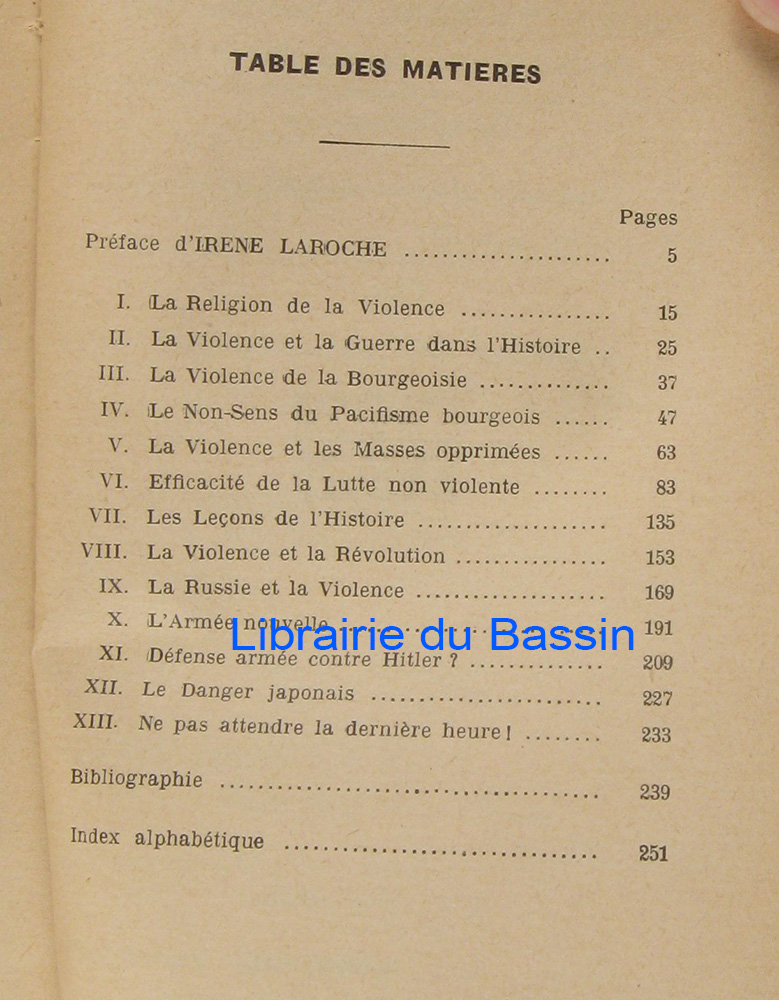 TABLE DES MATIERES
Pages
Préface d'IRENE LAROCHE ...................... 5
I. La Religion de la Violence ................ 15
II. La Violence et la Guerre dans l'Histoire .. 25
III. La Violence de la Bourgeoisie .............. 37
IV. Le Non-Sens du Pacifisme bourgeois ...... 47
V. La Violence et les Masses opprimées ...... 63
VI. Efficacité de la Lutte non violente ........ 83
VII. Les Leçons de l'Histoire .................... 135
VIII. La Violence et la Révolution ................ 153
IX. La Russie et la Violence .................... 169
X. L'Armée nouvelle ............................ 191
Librairie du Bassin
XI. Défense armée contre Hitler ? .............. 209
XII. Le Danger japonais ......................... 227
XIII. Ne pas attendre la dernière heure ! ........ 233
Bibliographie ........................................ 239
Index alphabétique ................................. 251